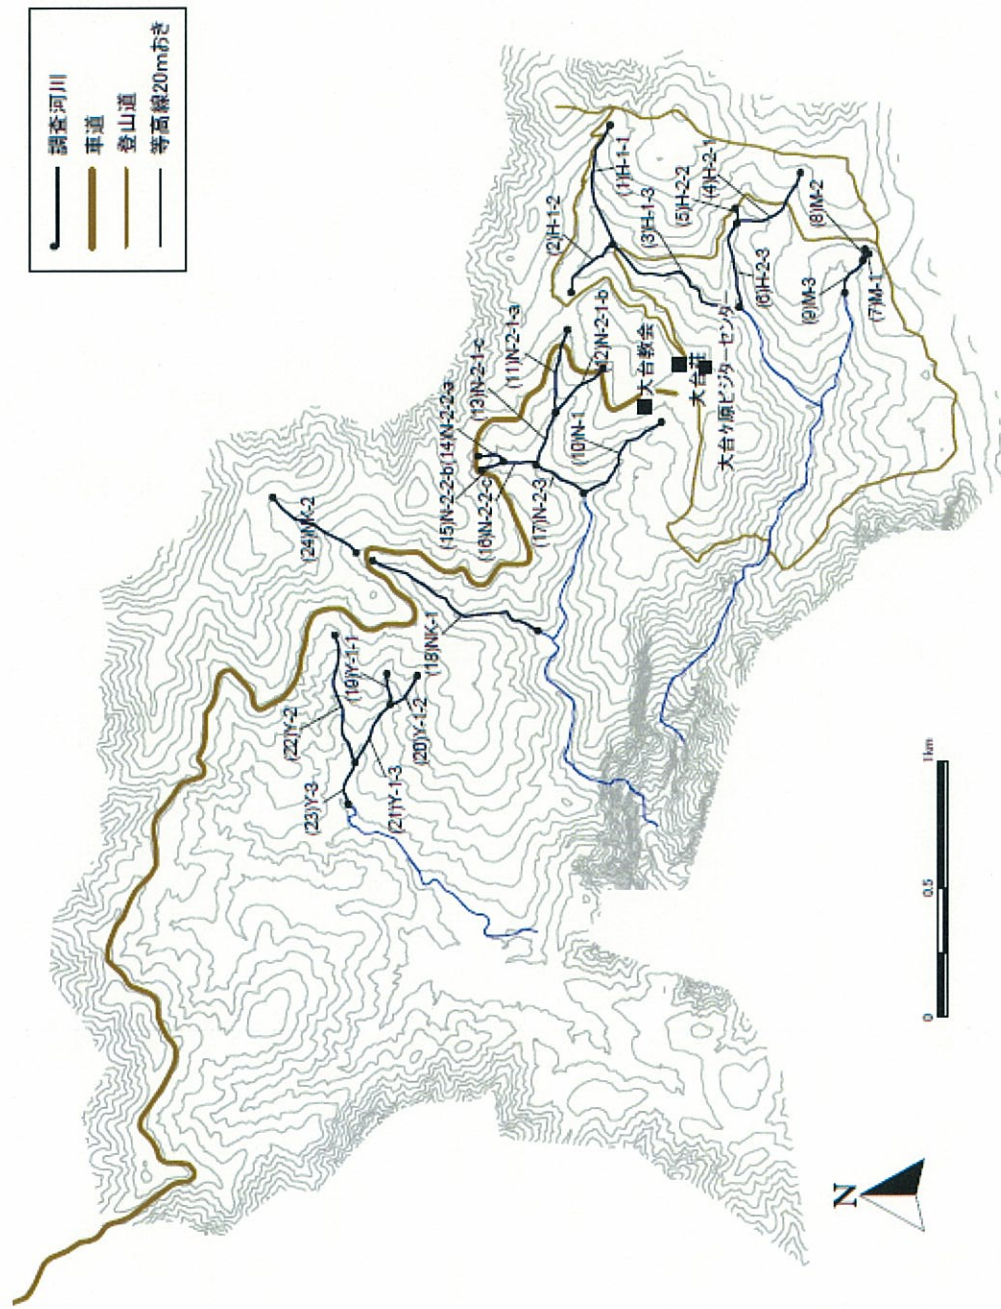 調査河川
車道
登山道
等高線20mおき
(1)H-1-1
(2)H-1-2
(3)H-1-3
(5)H-2-2
(4)H-2-1
(8)M-2
(6)H-2-3
(9)M-3
(7)M-1
(11)N-2-1-a
(12)N-2-1-b
(13)N-2-1-c
(14)N-2-2-a
(15)N-2-2-b
(16)N-2-2-c
(17)N-2-3
(10)N-1
大台教会
大台荘
大台ケ原ビジターセンター
(24)NK-2
(18)NK-1
(19)Y-1-1
(20)Y-1-2
(21)Y-1-3
(22)Y-2
(23)Y-3
0 0.5 1km
N